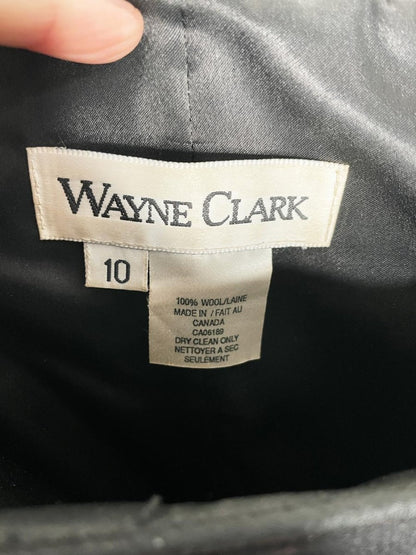 WAYNE CLARK
10
100% WOOL/LAINE
MADE IN / FAIT AU
CANADA
CA06189
DRY CLEAN ONLY
NETTOYER A SEC
SEULEMENT